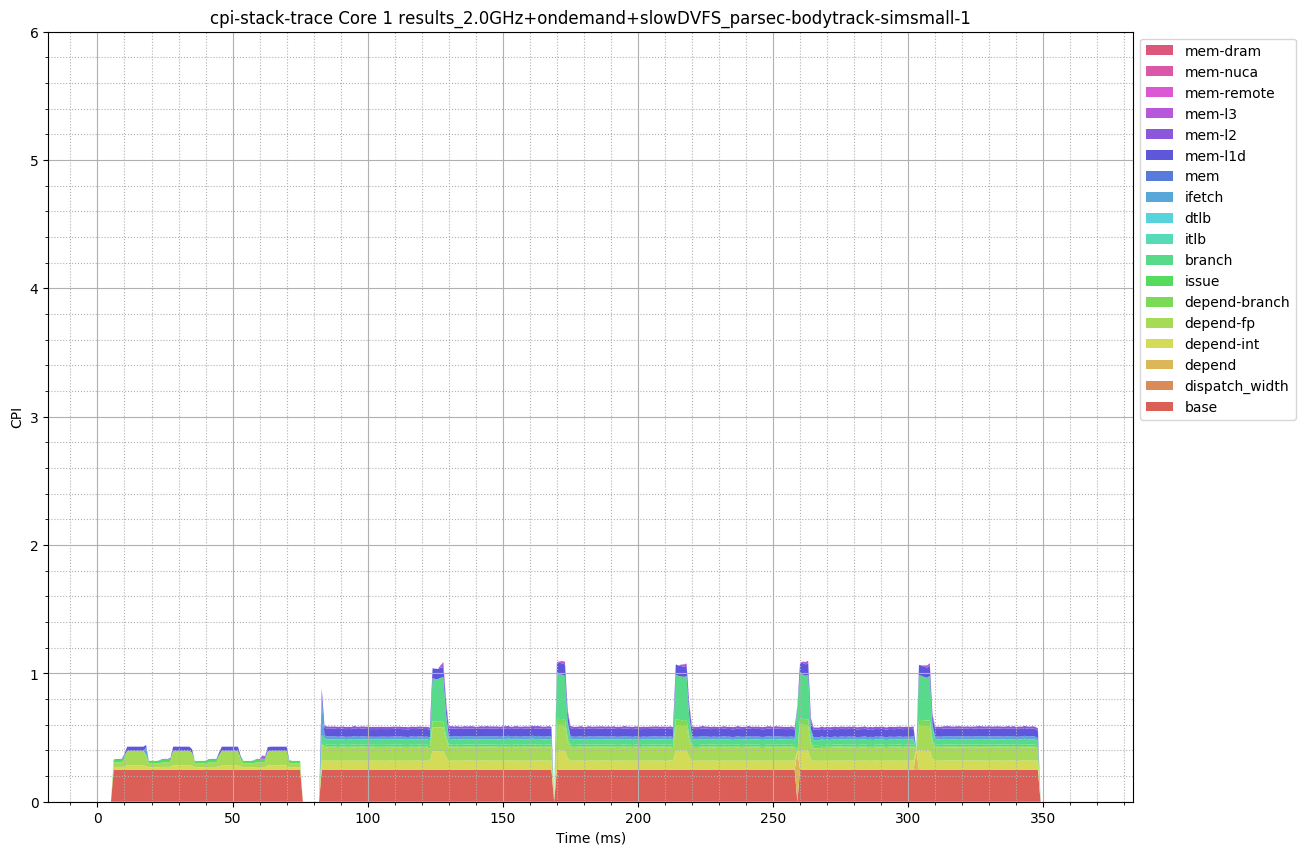 cpi-stack-trace Core 1 results_2.0GHz+ondemand+slowDVFS_parsec-bodytrack-simsmall-1
6
5
4
3
2
1
0
CPI
0 50 100 150 200 250 300 350
Time (ms)
mem-dram
mem-nuca
mem-remote
mem-l3
mem-l2
mem-l1d
mem
ifetch
dtlb
itlb
branch
issue
depend-branch
depend-fp
depend-int
depend
dispatch_width
base